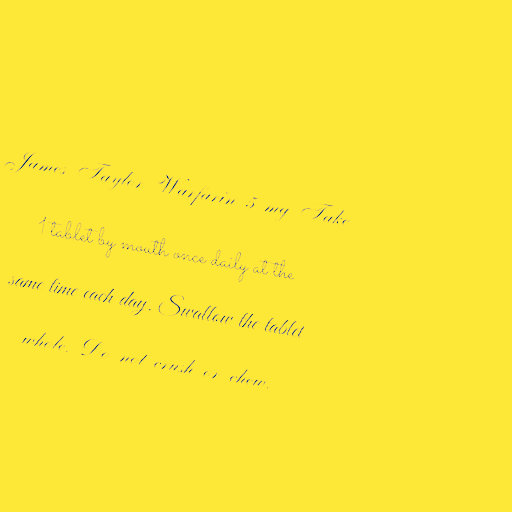 James Taylor Warfarin 5 mg Take
1 tablet by mouth once daily at the
same time each day. Swallow the tablet
whole. Do not crush or chew.